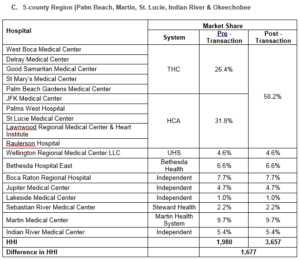 C. 5-county Region (Palm Beach, Martin, St. Lucie, Indian River & Okeechobee
Hospital
Market Share
System
Pre - Transaction
Post - Transaction
West Boca Medical Center
Delray Medical Center
Good Samaritan Medical Center
St Mary's Medical Center
Palm Beach Gardens Medical Center
THC
26.4%
58.2%
JFK Medical Center
Palms West Hospital
St Lucie Medical Center
Lawnwood Regional Medical Center & Heart Institute
Raulerson Hospital
HCA
31.8%
Wellington Regional Medical Center LLC UHS 4.6% 4.6%
Bethesda Hospital East Bethesda Health 6.6% 6.6%
Boca Raton Regional Hospital Independent 7.7% 7.7%
Jupiter Medical Center Independent 4.7% 4.7%
Lakeside Medical Center Independent 1.0% 1.0%
Sebastian River Medical Center Steward Health 2.2% 2.2%
Martin Medical Center Martin Health System 9.7% 9.7%
Indian River Medical Center Independent 5.4% 5.4%
HHI 1,980 3,657
Difference in HHI 1,677